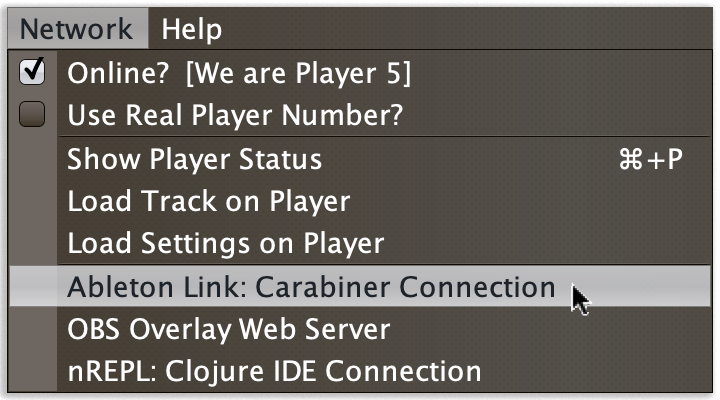 Network Help
Online? [We are Player 5]
Use Real Player Number?
Show Player Status ⌘+P
Load Track on Player
Load Settings on Player
Ableton Link: Carabiner Connection
OBS Overlay Web Server
nREPL: Clojure IDE Connection